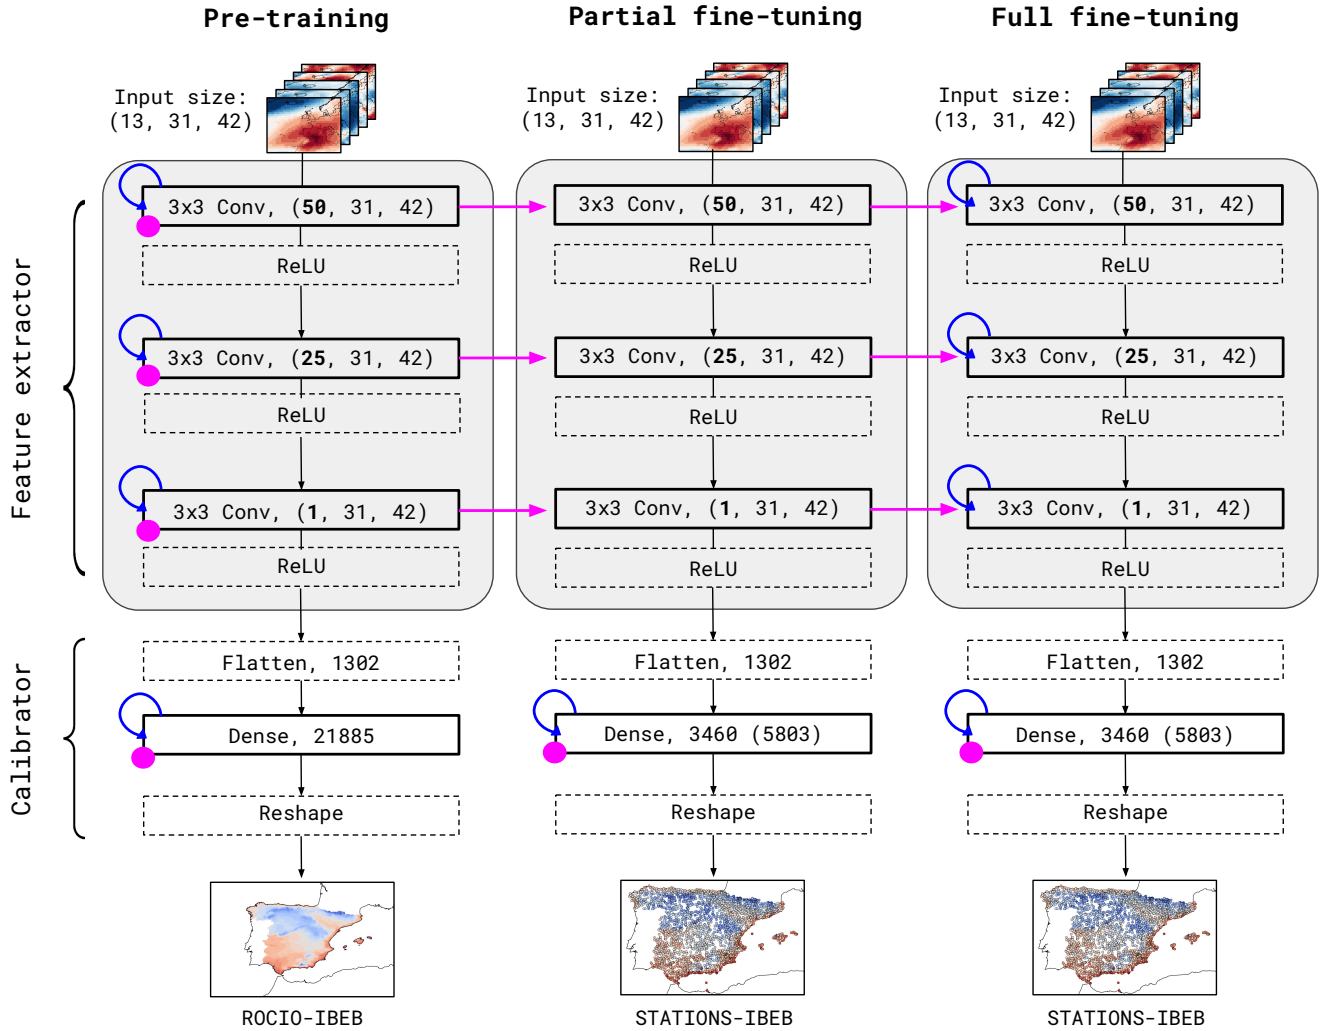 Pre-training
Partial fine-tuning
Full fine-tuning
Input size:
(13, 31, 42)
Input size:
(13, 31, 42)
Input size:
(13, 31, 42)
Feature extractor
3x3 Conv, (50, 31, 42)
3x3 Conv, (50, 31, 42)
3x3 Conv, (50, 31, 42)
ReLU
ReLU
ReLU
3x3 Conv, (25, 31, 42)
3x3 Conv, (25, 31, 42)
3x3 Conv, (25, 31, 42)
ReLU
ReLU
ReLU
3x3 Conv, (1, 31, 42)
3x3 Conv, (1, 31, 42)
3x3 Conv, (1, 31, 42)
ReLU
ReLU
ReLU
Calibrator
Flatten, 1302
Flatten, 1302
Flatten, 1302
Dense, 21885
Dense, 3460 (5803)
Dense, 3460 (5803)
Reshape
Reshape
Reshape
ROCIO-IBEB
STATIONS-IBEB
STATIONS-IBEB